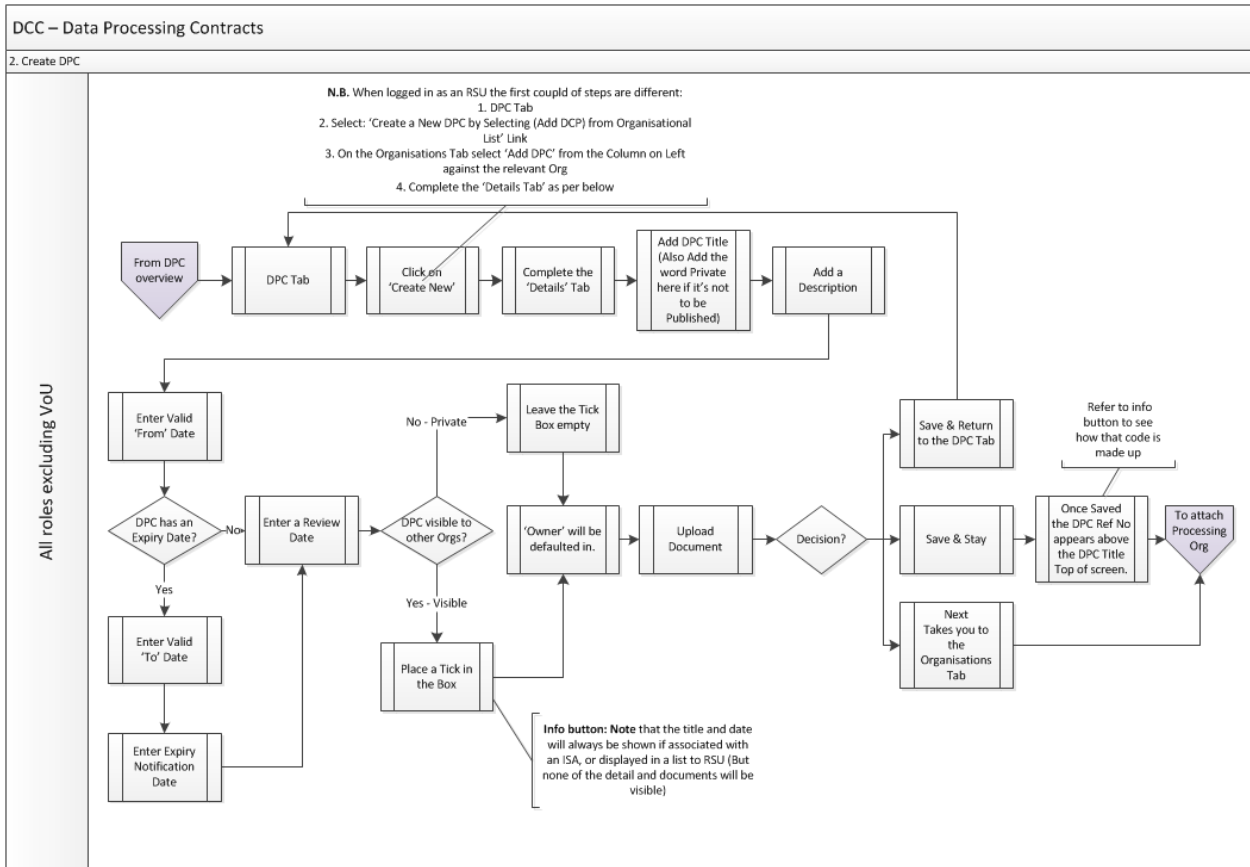 DCC – Data Processing Contracts
2. Create DPC
All roles excluding VoU
N.B. When logged in as an RSU the first coupld of steps are different:
1. DPC Tab
2. Select: ‘Create a New DPC by Selecting (Add DCP) from Organisational
List’ Link
3. On the Organisations Tab select ‘Add DPC’ from the Column on Left
against the relevant Org
4. Complete the ‘Details Tab’ as per below
From DPC
overview
DPC Tab
Click on
‘Create New’
Complete the
‘Details’ Tab
Add DPC Title
(Also Add the
word Private
here if it’s not
to be
Published)
Add a
Description
Enter Valid
‘From’ Date
DPC has an
Expiry Date?
No
Yes
Enter Valid
‘To’ Date
Enter Expiry
Notification
Date
Enter a Review
Date
DPC visible to
other Orgs?
No - Private
Leave the Tick
Box empty
Yes - Visible
Place a Tick in
the Box
Info button: Note that the title and date
will always be shown if associated with
an ISA, or displayed in a list to RSU (But
none of the detail and documents will be
visible)
‘Owner’ will be
defaulted in.
Upload
Document
Decision?
Save & Return
to the DPC Tab
Save & Stay
Next
Takes you to
the
Organisations
Tab
Refer to info
button to see
how that code is
made up
Once Saved
the DPC Ref No
appears above
the DPC Title
Top of screen.
To attach
Processing
Org